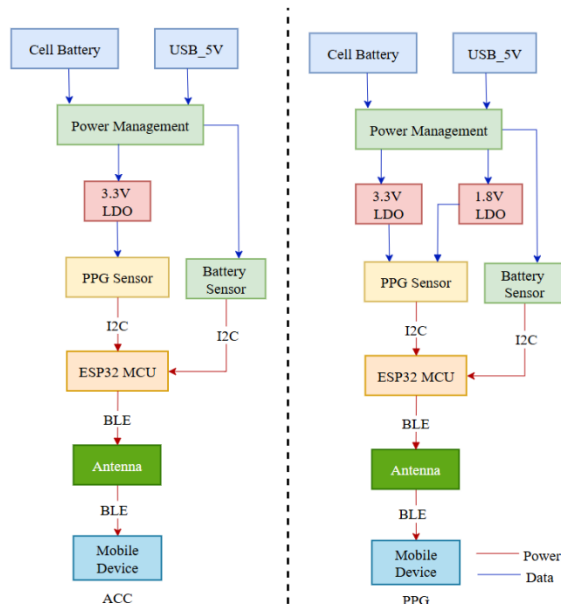 Cell Battery
USB_5V
Power Management
3.3V
LDO
PPG Sensor
Battery
Sensor
I2C
I2C
ESP32 MCU
BLE
Antenna
BLE
Mobile
Device
ACC
Cell Battery
USB_5V
Power Management
3.3V
LDO
1.8V
LDO
PPG Sensor
Battery
Sensor
I2C
I2C
ESP32 MCU
BLE
Antenna
BLE
Mobile
Device
Power
Data
PPG